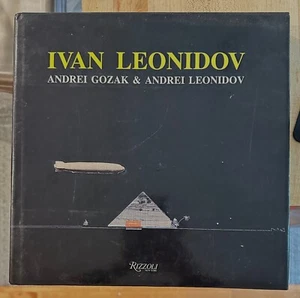 IVAN LEONIDOV
ANDREI GOZAK & ANDREI LEONIDOV
RIZZOLI